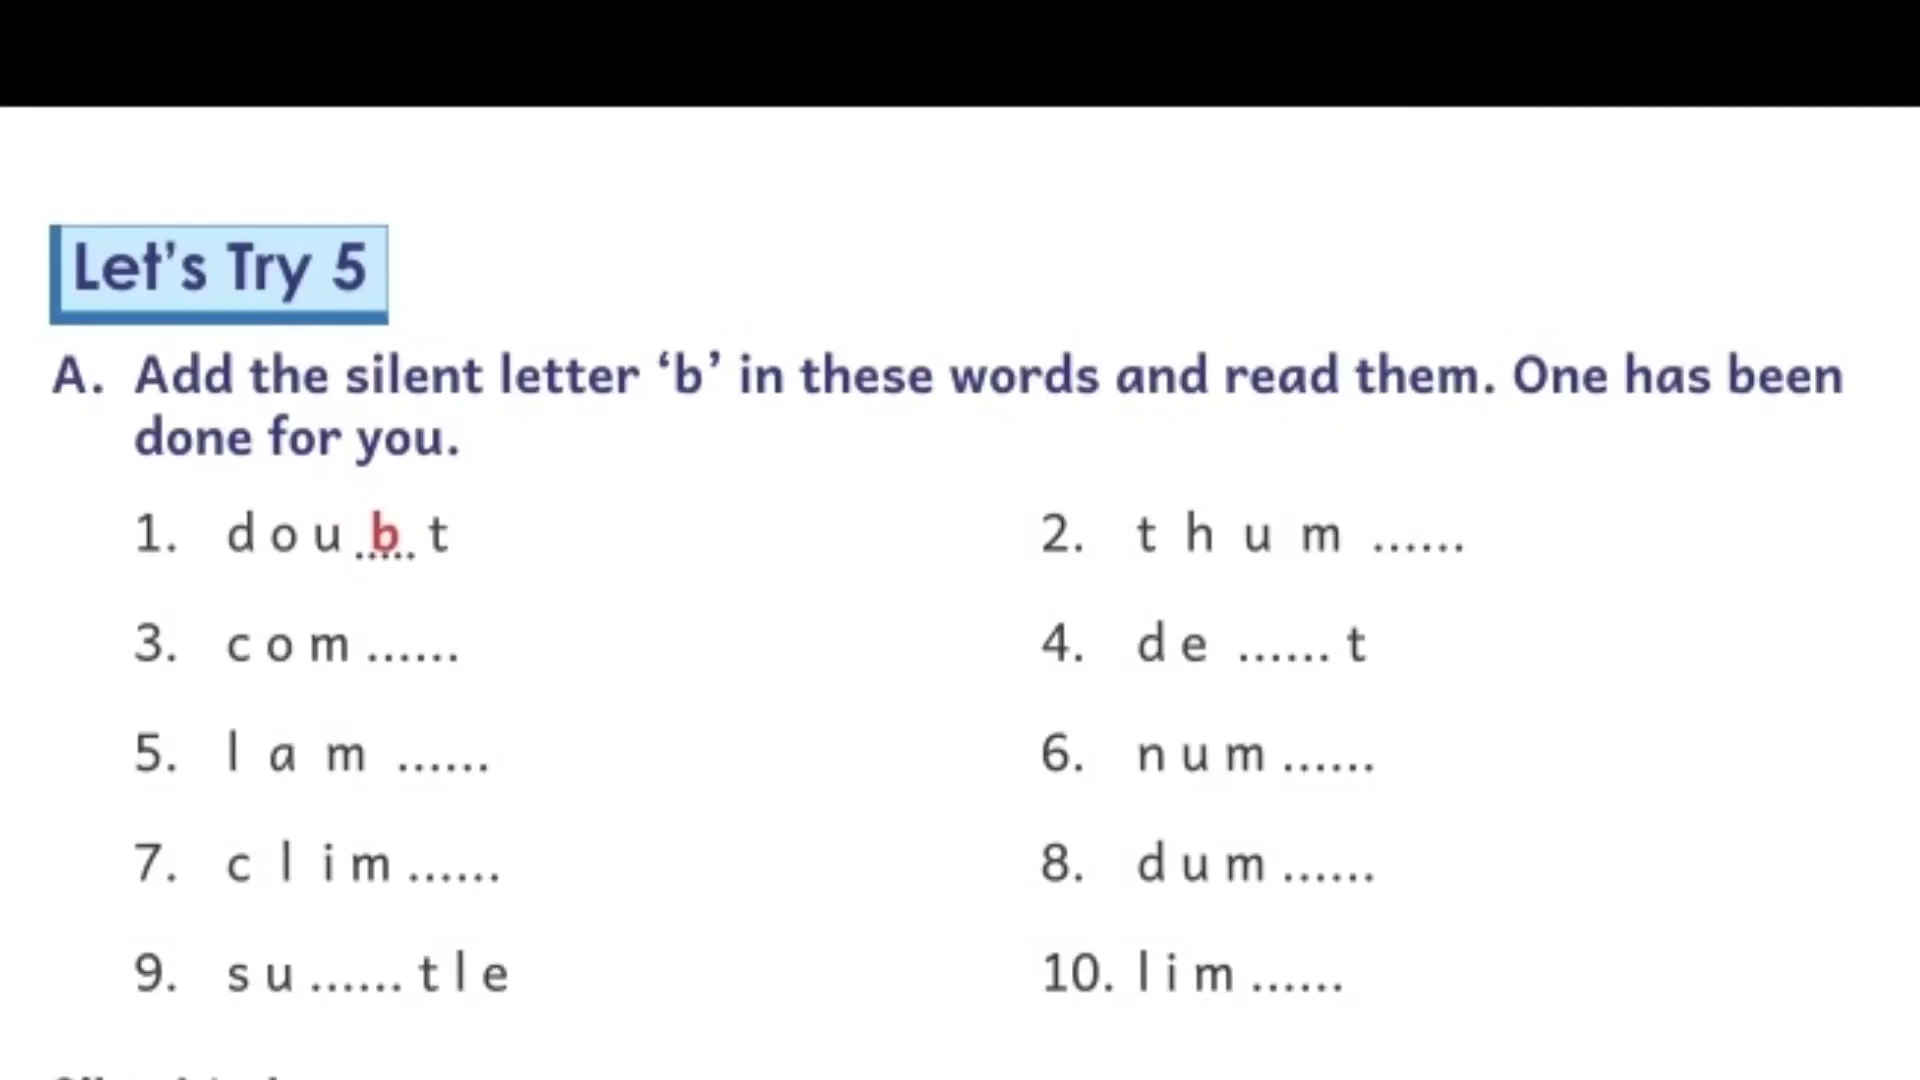 Let's Try 5
A. Add the silent letter ‘b’ in these words and read them. One has been
done for you.
1. d o u ..b.. t
2. t h u m ......
3. c o m ......
4. d e ...... t
5. l a m ......
6. n u m ......
7. c l i m ......
8. d u m ......
9. s u ...... t l e
10. l i m ......